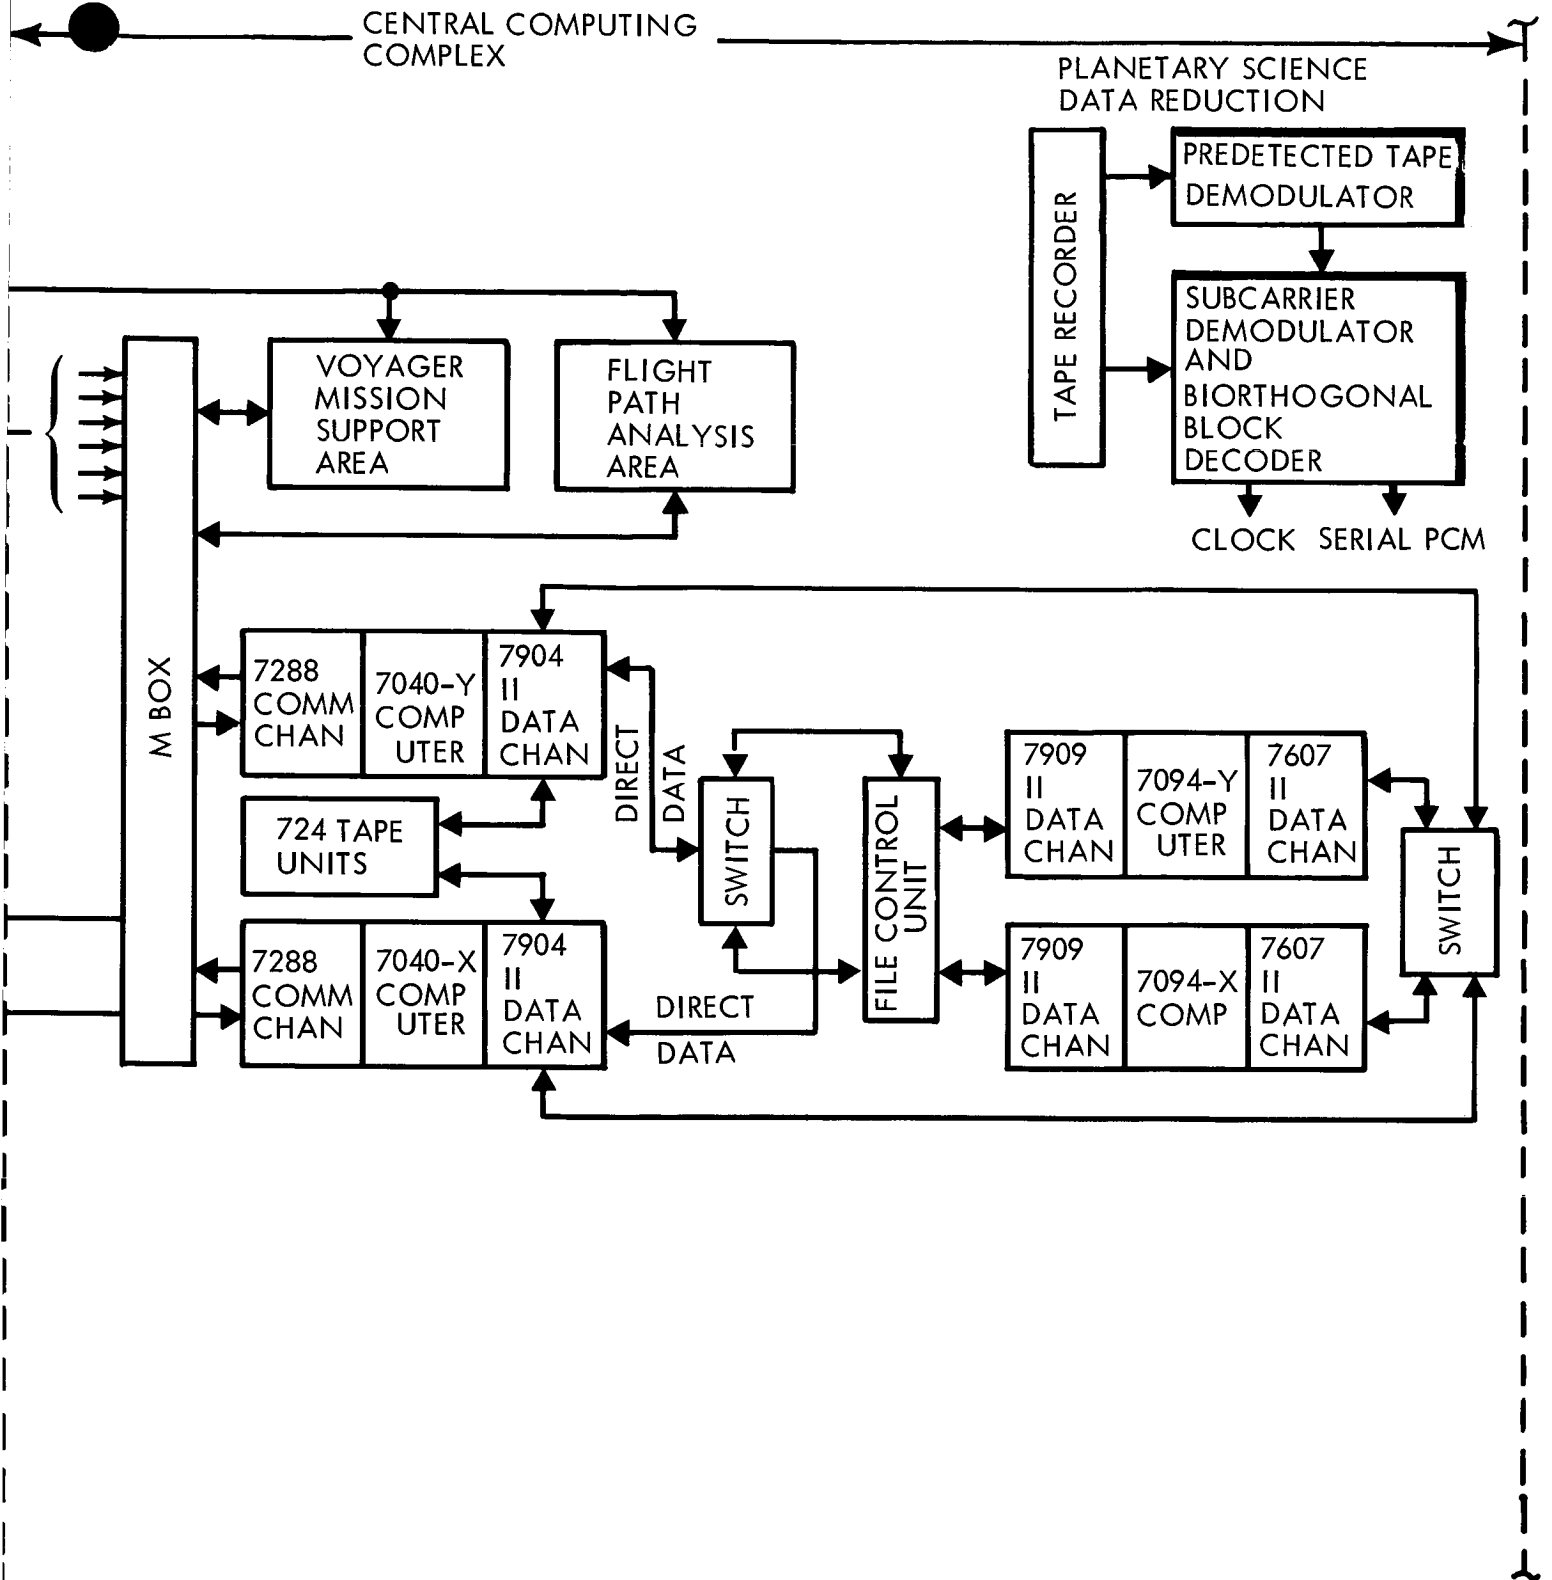 CENTRAL COMPUTING
COMPLEX
PLANETARY SCIENCE
DATA REDUCTION
TAPE RECORDER
PREDETECTED TAPE
DEMODULATOR
SUBCARRIER
DEMODULATOR
AND
BIORTHOGONAL
BLOCK
DECODER
CLOCK
SERIAL PCM
VOYAGER
MISSION
SUPPORT
AREA
FLIGHT
PATH
ANALYSIS
AREA
M BOX
7288
COMM
CHAN
7040-Y
COMP
UTER
7904
II
DATA
CHAN
DIRECT
DATA
724 TAPE
UNITS
7288
COMM
CHAN
7040-X
COMP
UTER
7904
II
DATA
CHAN
DIRECT
DATA
SWITCH
FILE CONTROL
UNIT
7909
II
DATA
CHAN
7094-Y
COMP
UTER
7607
II
DATA
CHAN
7909
II
DATA
CHAN
7094-X
COMP
7607
II
DATA
CHAN
SWITCH